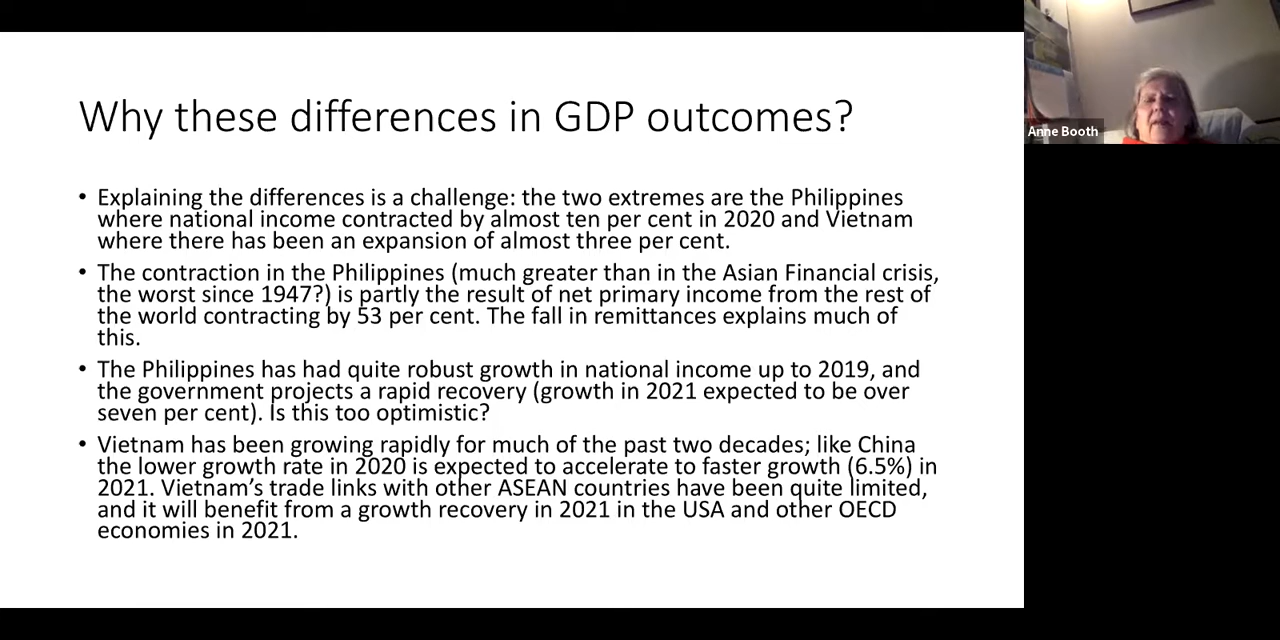 Why these differences in GDP outcomes?
• Explaining the differences is a challenge: the two extremes are the Philippines
where national income contracted by almost ten per cent in 2020 and Vietnam
where there has been an expansion of almost three per cent.
• The contraction in the Philippines (much greater than in the Asian Financial crisis,
the worst since 1947?) is partly the result of net primary income from the rest of
the world contracting by 53 per cent. The fall in remittances explains much of
this.
• The Philippines has had quite robust growth in national income up to 2019, and
the government projects a rapid recovery (growth in 2021 expected to be over
seven per cent). Is this too optimistic?
• Vietnam has been growing rapidly for much of the past two decades; like China
the lower growth rate in 2020 is expected to accelerate to faster growth (6.5%) in
2021. Vietnam’s trade links with other ASEAN countries have been quite limited,
and it will benefit from a growth recovery in 2021 in the USA and other OECD
economies in 2021.
Anne Booth